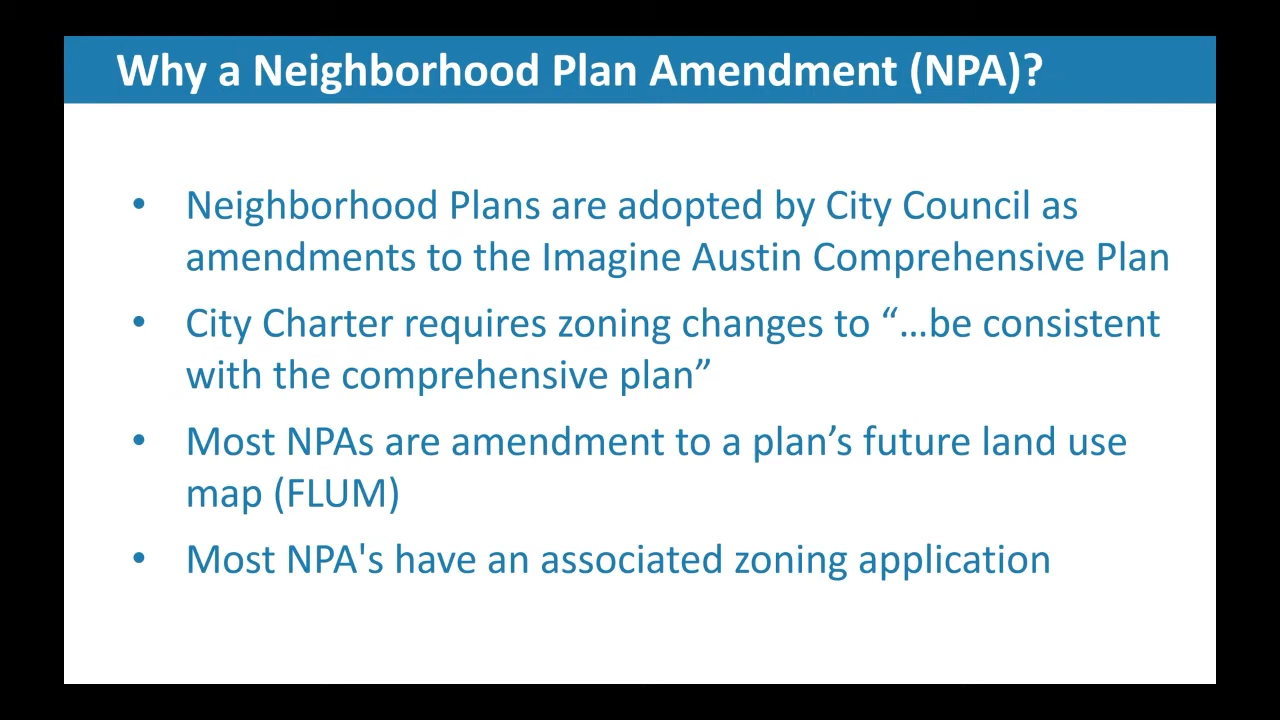 Why a Neighborhood Plan Amendment (NPA)?
• Neighborhood Plans are adopted by City Council as
amendments to the Imagine Austin Comprehensive Plan
• City Charter requires zoning changes to “…be consistent
with the comprehensive plan”
• Most NPAs are amendment to a plan’s future land use
map (FLUM)
• Most NPA's have an associated zoning application